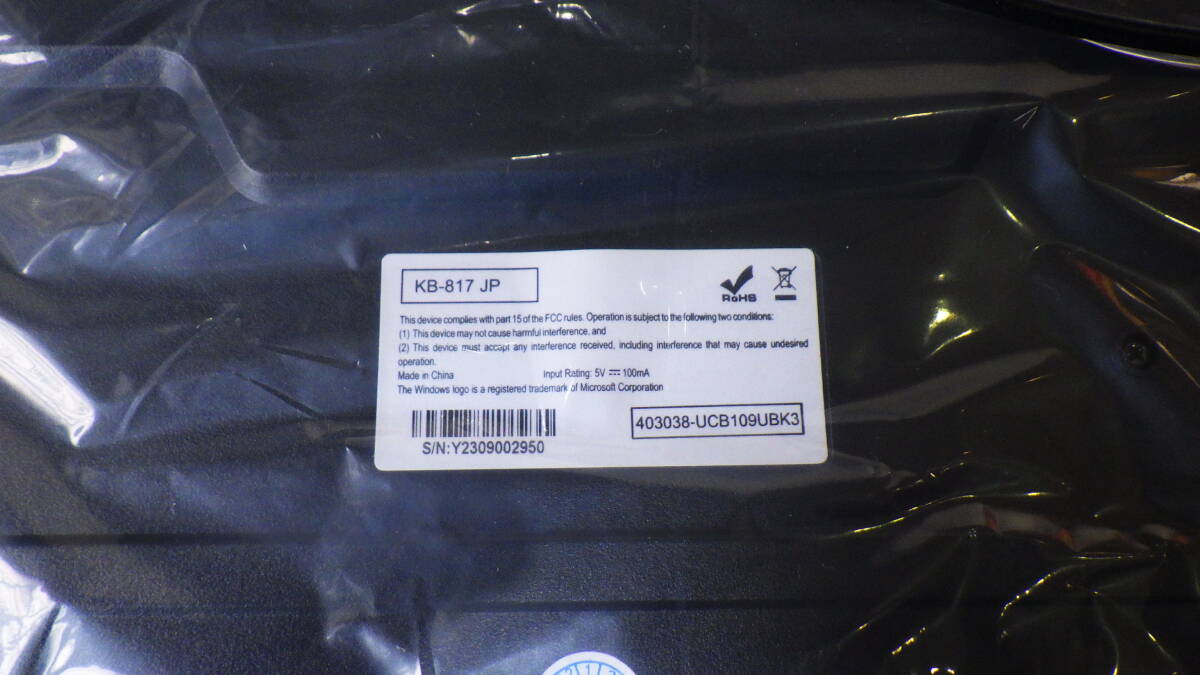 KB-817 JP
RoHS
This device complies with part 15 of the FCC rules. Operation is subject to the following two conditions:
(1) This device may not cause harmful interference, and
(2) This device must accept any interference received, including interference that may cause undesired
operation.
Made in China Input Rating: 5V ⎓ 100mA
The Windows logo is a registered trademark of Microsoft Corporation
403038-UCB109UBK3
S/N:Y2309002950